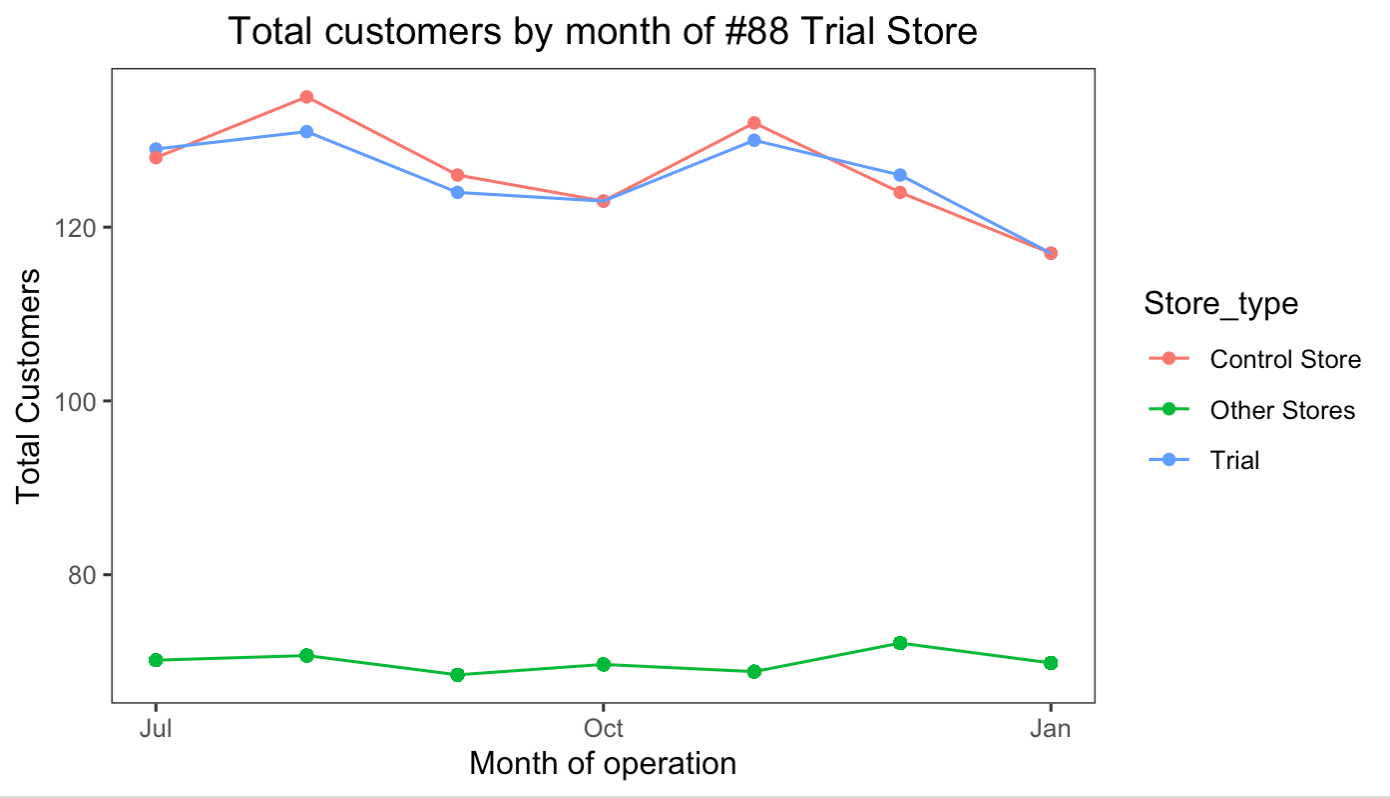 Total customers by month of #88 Trial Store
Total Customers
120
100
80
Jul
Oct
Jan
Month of operation
Store_type
Control Store
Other Stores
Trial